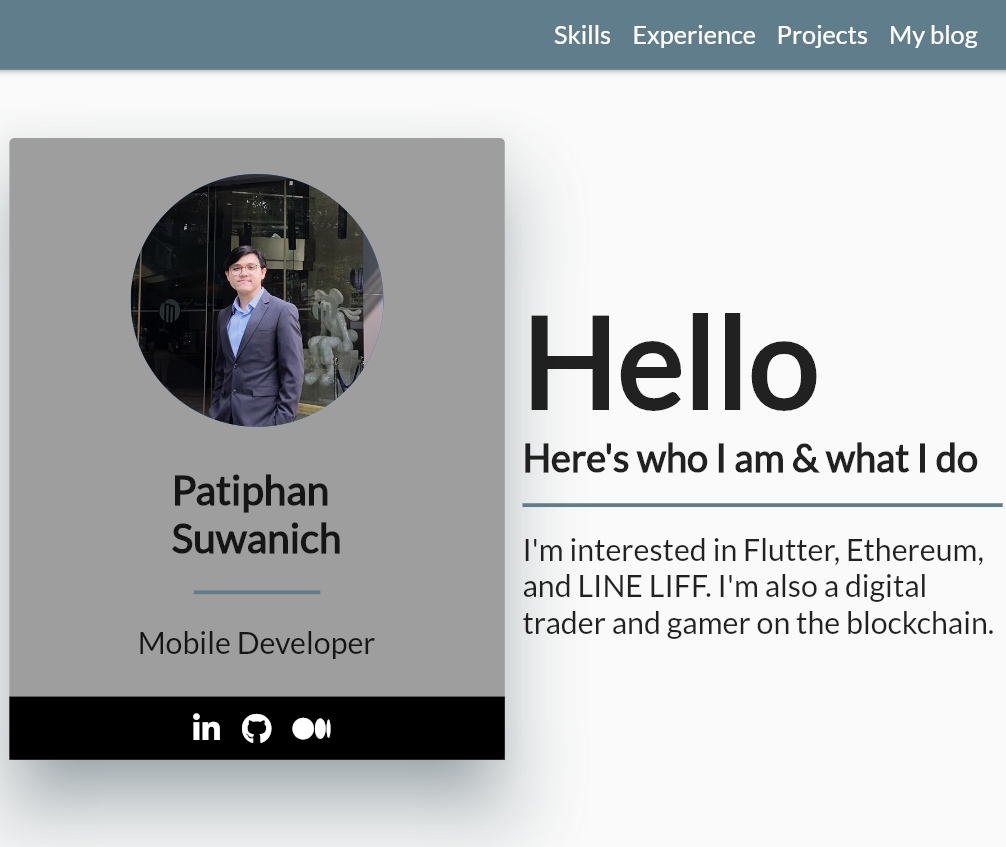 Skills Experience Projects My blog
Patiphan
Suwanich
Mobile Developer
Hello
Here's who I am & what I do
I'm interested in Flutter, Ethereum,
and LINE LIFF. I'm also a digital
trader and gamer on the blockchain.